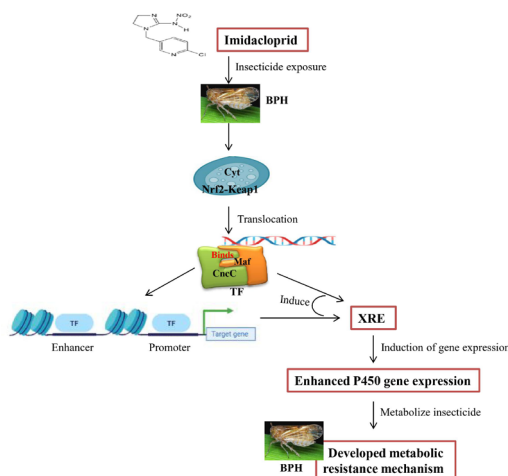 NO₂
N
N
N
H
N
Cl
Imidacloprid
Insecticide exposure
BPH
Cyt
Nrf2-Keap1
Translocation
Binds
Maf
CncC
TF
Induce
TF
TF
Target gene
XRE
Enhancer
Promoter
Induction of gene expression
Enhanced P450 gene expression
Metabolize insecticide
BPH
Developed metabolic
resistance mechanism